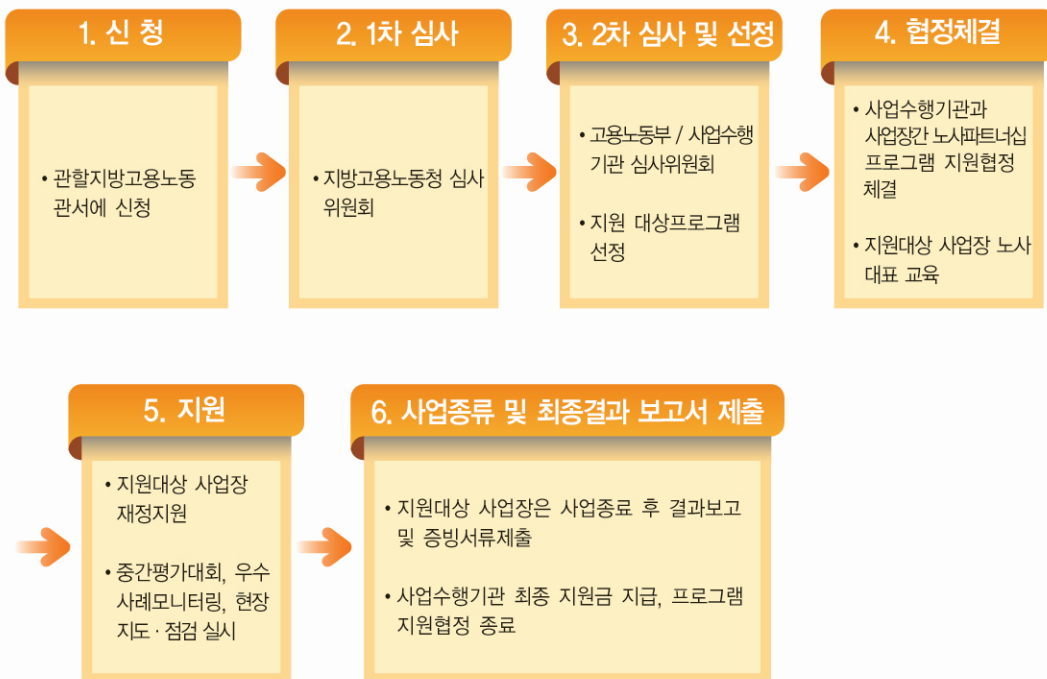 1. 신 청
• 관할지방고용노동
관서에 신청
2. 1차 심사
• 지방고용노동청 심사
위원회
3. 2차 심사 및 선정
• 고용노동부 / 사업수행
기관 심사위원회
• 지원 대상프로그램
선정
4. 협정체결
• 사업수행기관과
사업장간 노사파트너십
프로그램 지원협정
체결
• 지원대상 사업장 노사
대표 교육
5. 지원
• 지원대상 사업장
재정지원
• 중간평가대회, 우수
사례모니터링, 현장
지도 · 점검 실시
6. 사업종류 및 최종결과 보고서 제출
• 지원대상 사업장은 사업종료 후 결과보고
및 증빙서류제출
• 사업수행기관 최종 지원금 지급, 프로그램
지원협정 종료